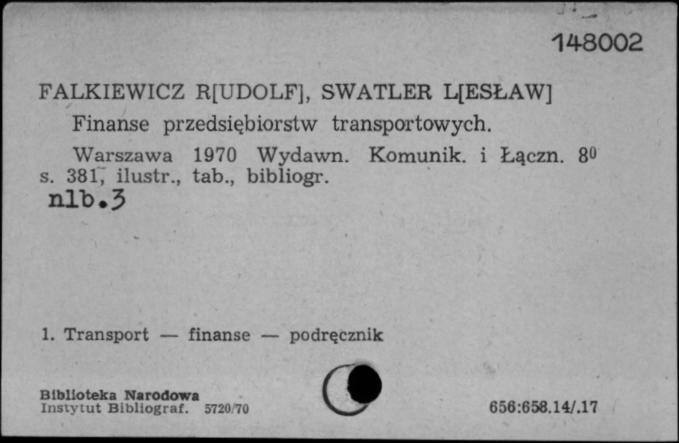 148002
FALKIEWICZ R[UDOLF], SWATLER L[ESŁAW]
Finanse przedsiębiorstw transportowych.
Warszawa 1970 Wydawn. Komunik. i Łączn. 8⁰
s. 381, ilustr., tab., bibliogr.
nlb.3
1. Transport — finanse — podręcznik
Biblioteka Narodowa
Instytut Bibliograf. 5720/70
656:658.14/.17